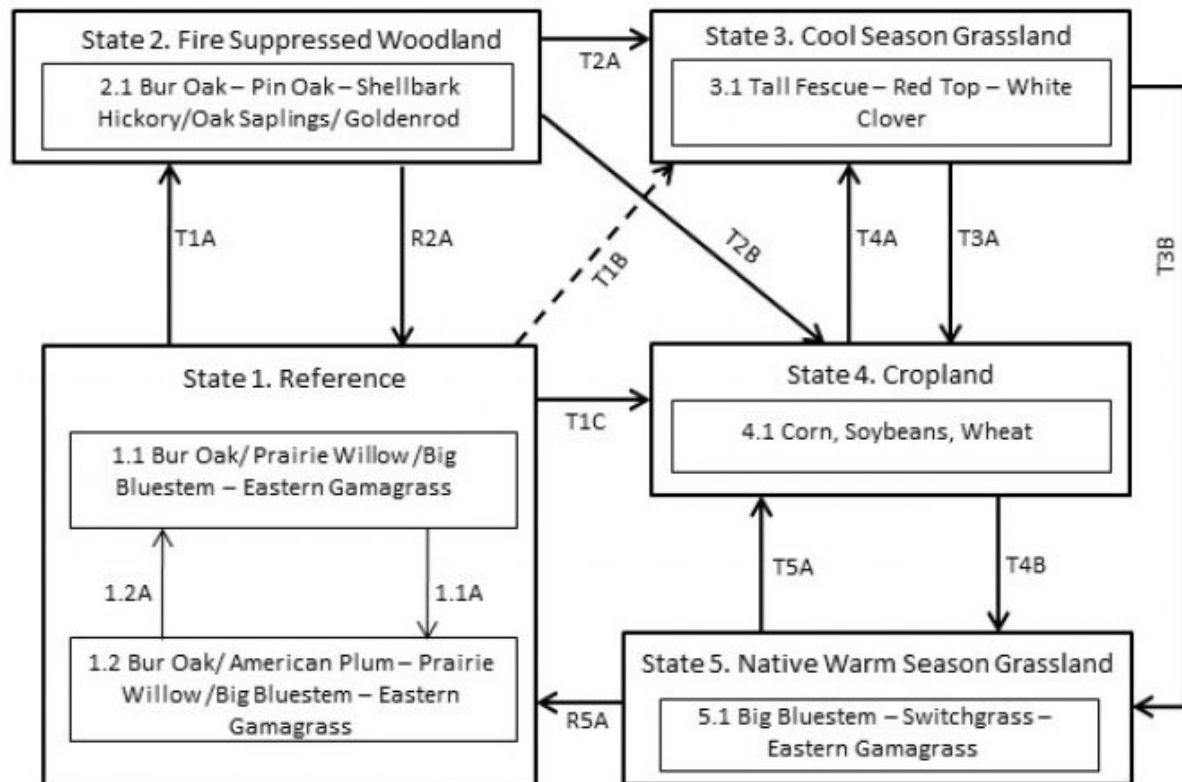 State 2. Fire Suppressed Woodland
2.1 Bur Oak – Pin Oak – Shellbark
Hickory/Oak Saplings/ Goldenrod
T2A
State 3. Cool Season Grassland
3.1 Tall Fescue – Red Top – White
Clover
T1A
R2A
T1B
T2B
T4A
T3A
T3B
State 1. Reference
1.1 Bur Oak/ Prairie Willow /Big
Bluestem – Eastern Gamagrass
1.2A
1.1A
1.2 Bur Oak/ American Plum – Prairie
Willow /Big Bluestem – Eastern
Gamagrass
T1C
State 4. Cropland
4.1 Corn, Soybeans, Wheat
T5A
T4B
R5A
State 5. Native Warm Season Grassland
5.1 Big Bluestem – Switchgrass –
Eastern Gamagrass